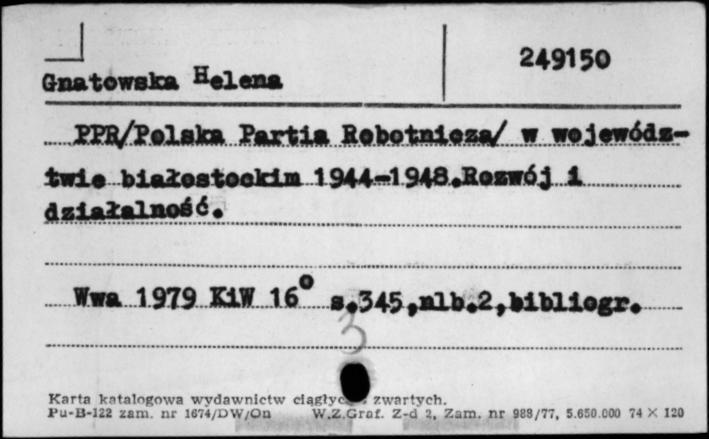 249150
Gnatowska Helena
PPR/Polska Partia Robotnicza/ w wojewódz-
twie białostockim 1944-1948.Rozwój i
działalność.
Wwa 1979 KiW 16° s.345,nlb.2,bibliogr.
3
Karta katalogowa wydawnictw zwartych.
Pu-B-122 zam. nr 1674/DW/On W.Z.Graf. Z-d 2, Zam. nr 988/77, 5.650.000 74 × 120